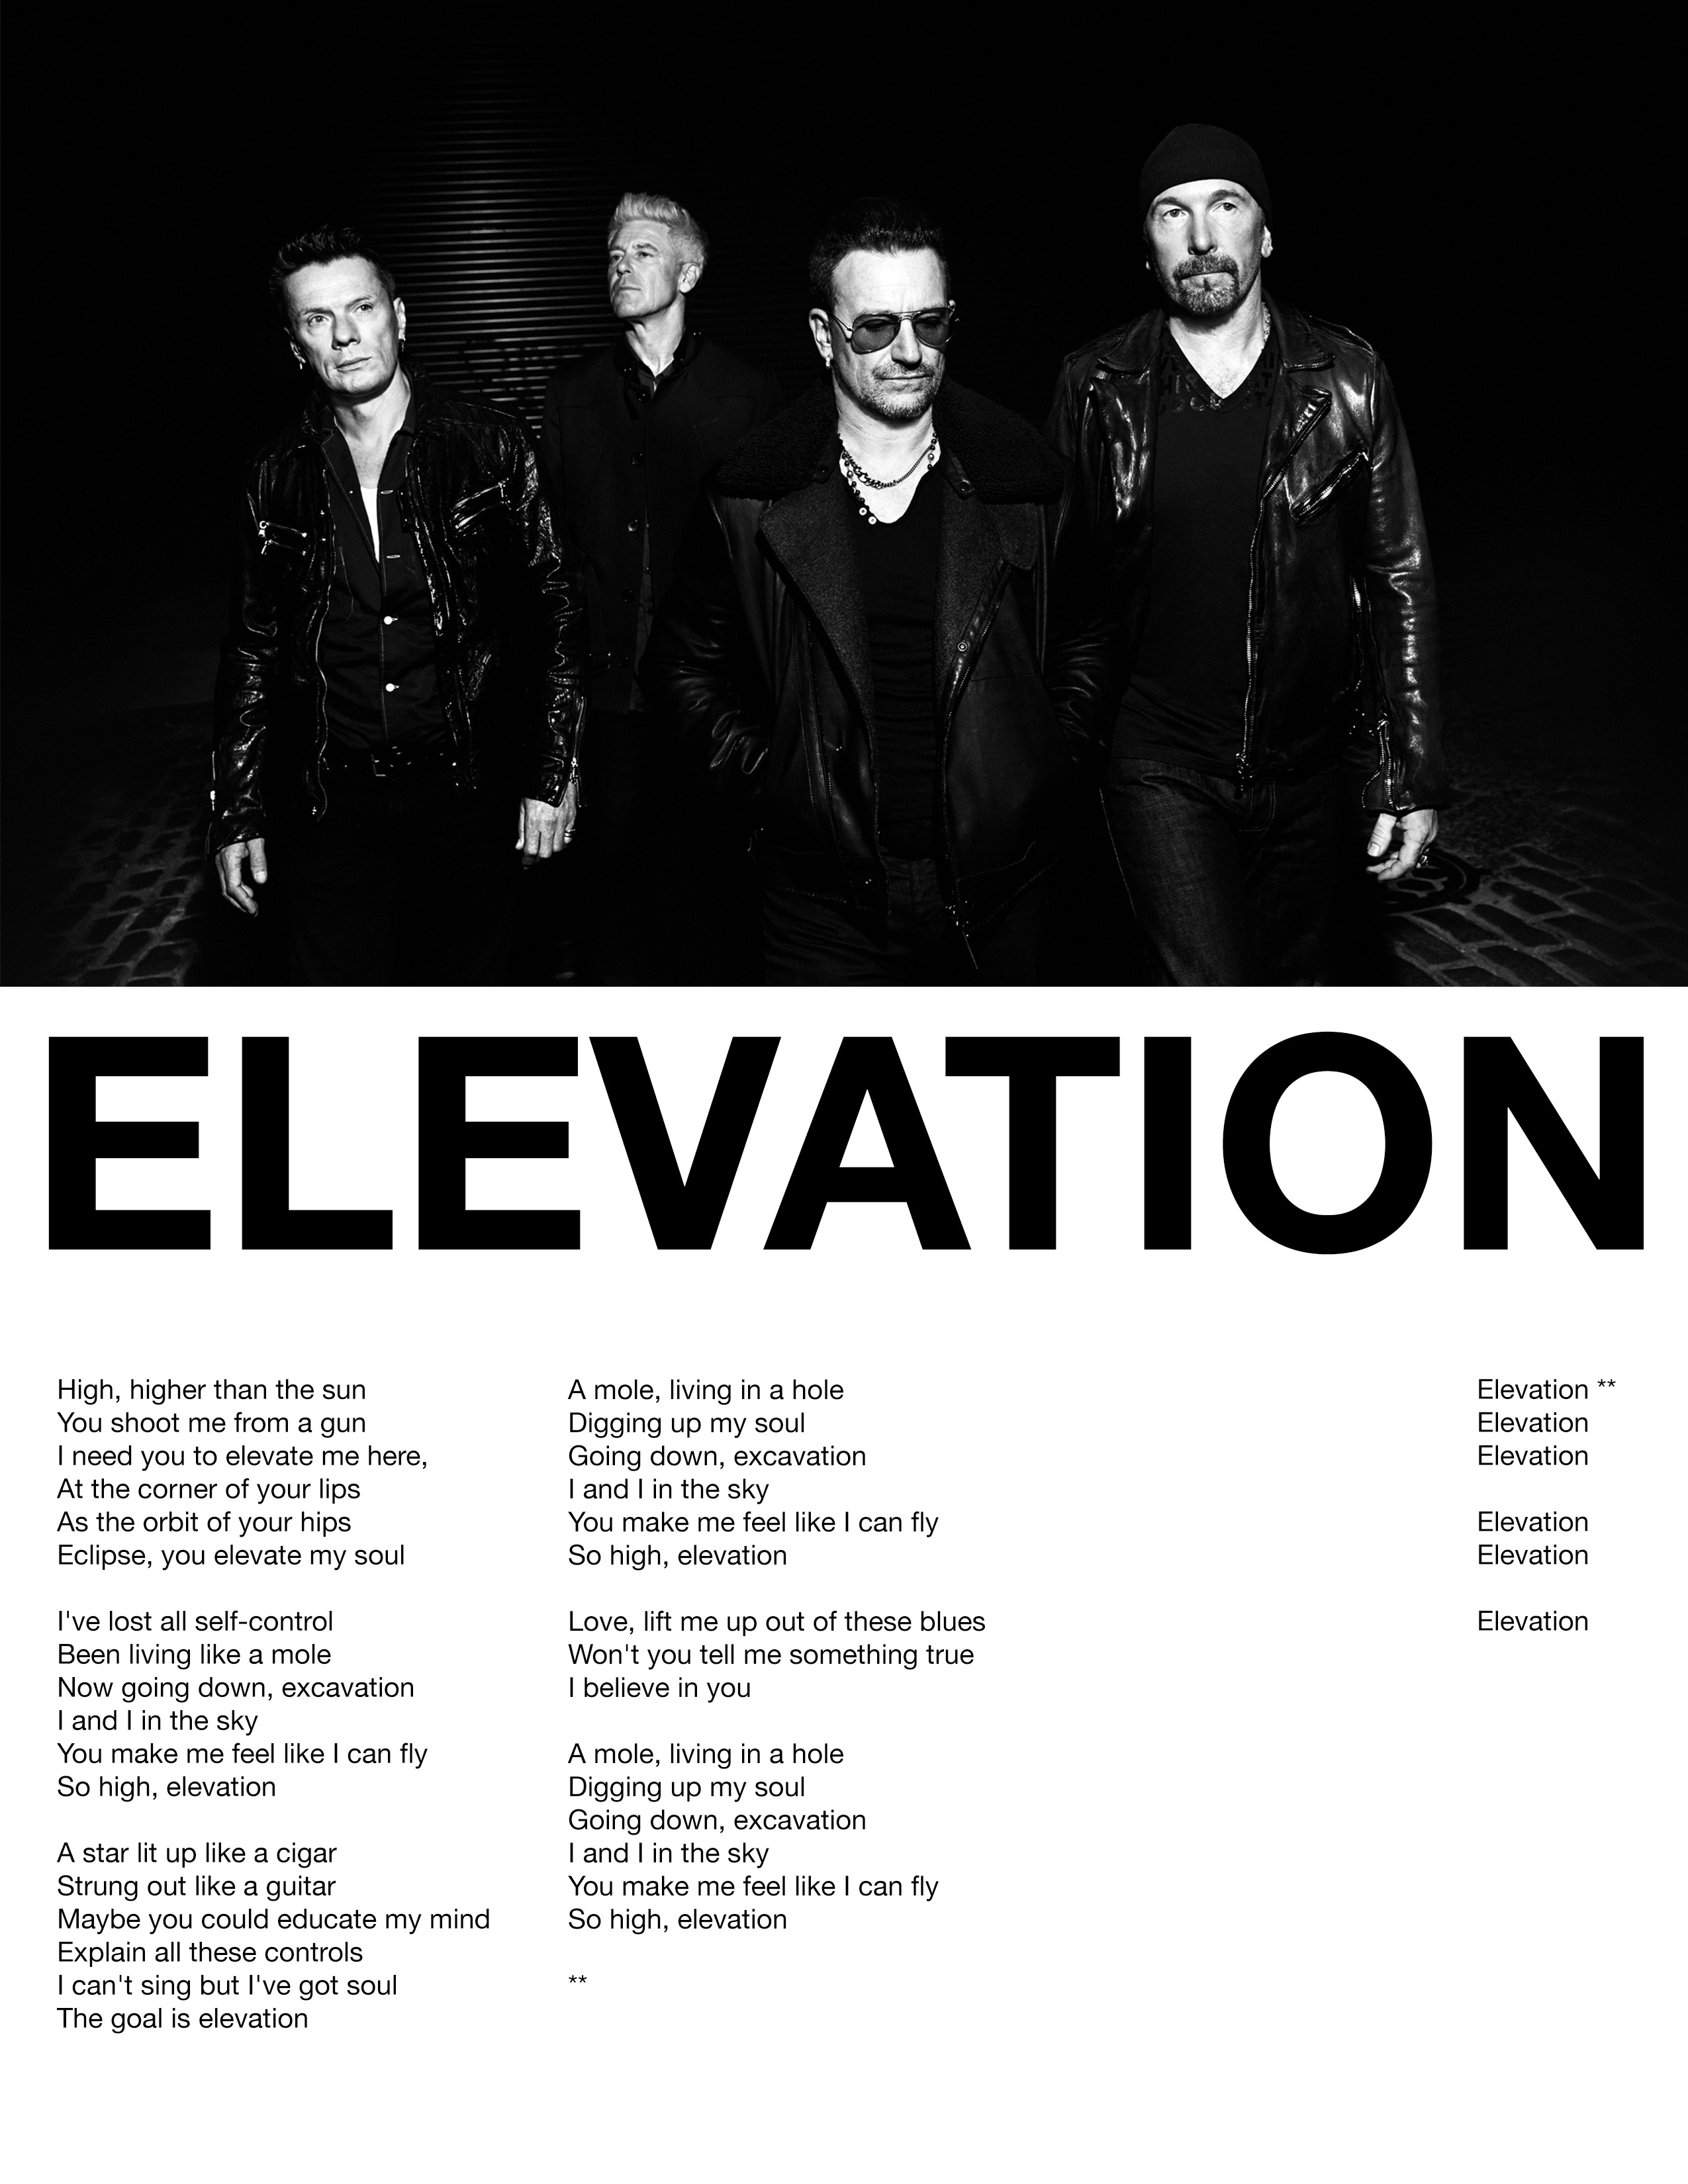 ELEVATION
High, higher than the sun
You shoot me from a gun
I need you to elevate me here,
At the corner of your lips
As the orbit of your hips
Eclipse, you elevate my soul
I've lost all self-control
Been living like a mole
Now going down, excavation
I and I in the sky
You make me feel like I can fly
So high, elevation
A star lit up like a cigar
Strung out like a guitar
Maybe you could educate my mind
Explain all these controls
I can't sing but I've got soul
The goal is elevation
A mole, living in a hole
Digging up my soul
Going down, excavation
I and I in the sky
You make me feel like I can fly
So high, elevation
Love, lift me up out of these blues
Won't you tell me something true
I believe in you
A mole, living in a hole
Digging up my soul
Going down, excavation
I and I in the sky
You make me feel like I can fly
So high, elevation
**
Elevation **
Elevation
Elevation
Elevation
Elevation
Elevation